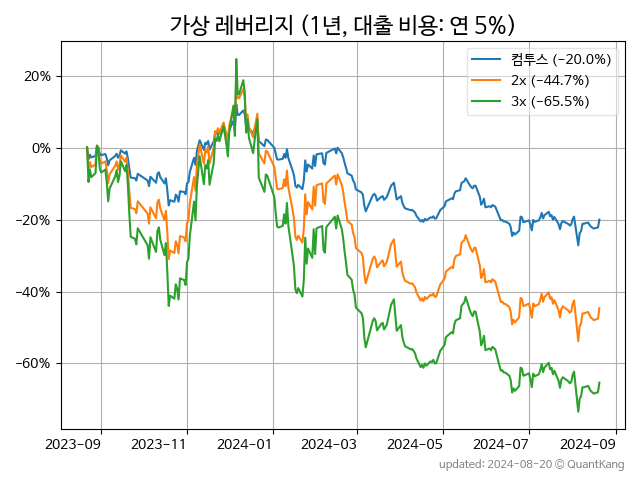 가상 레버리지 (1년, 대출 비용: 연 5%)
컴투스 (-20.0%)
2x (-44.7%)
3x (-65.5%)
20%
0%
-20%
-40%
-60%
2023-09
2023-11
2024-01
2024-03
2024-05
2024-07
2024-09
updated: 2024-08-20 © QuantKang